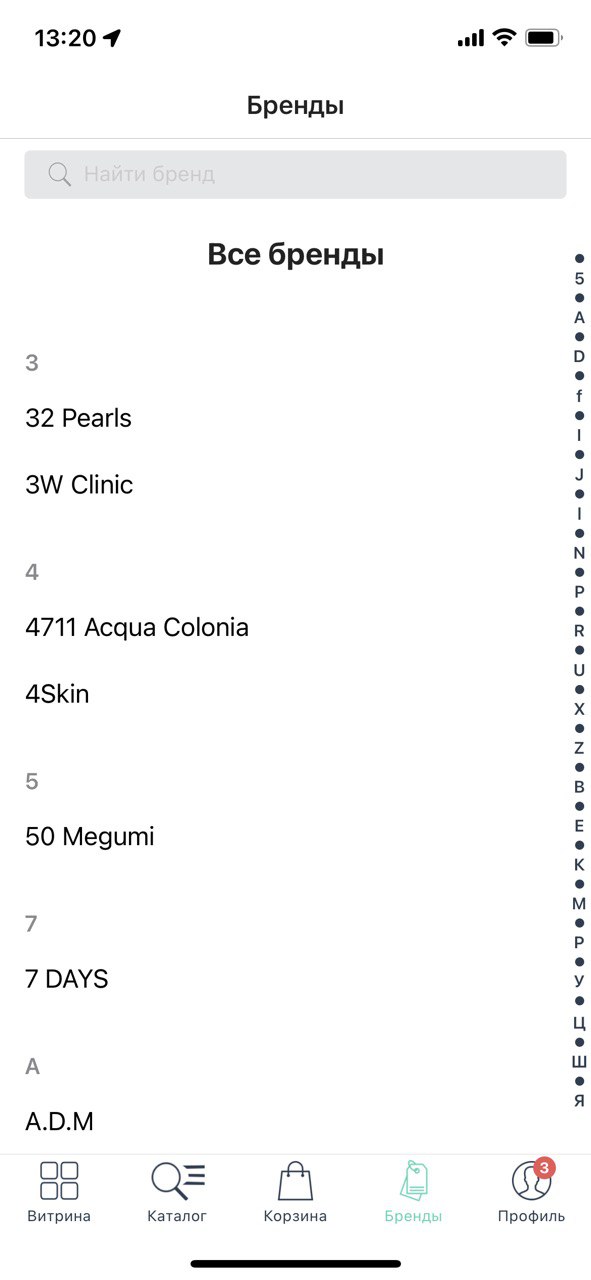 13:20
Бренды
Найти бренд
Все бренды
3
32 Pearls
3W Clinic
4
4711 Acqua Colonia
4Skin
5
50 Megumi
7
7 DAYS
A
A.D.M
5
A
D
f
I
J
l
N
P
R
U
X
Z
В
Е
К
М
Р
У
Ц
Ш
Я
Витрина
Каталог
Корзина
Бренды
3
Профиль